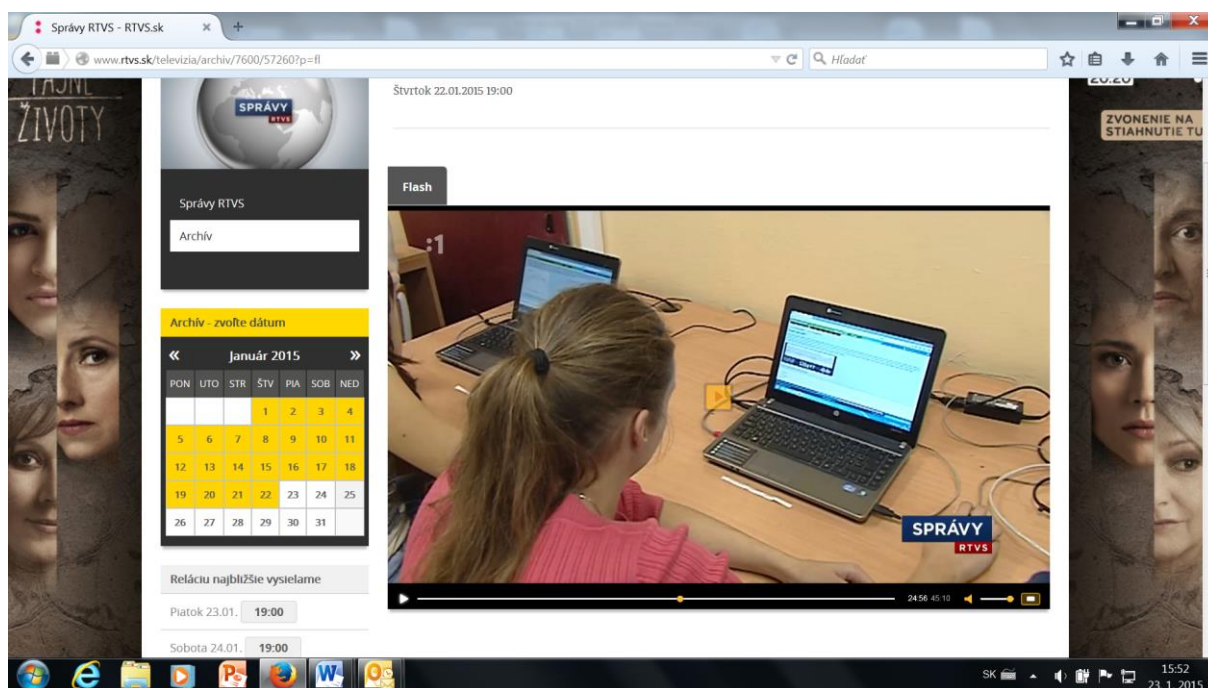 Správy RTVS - RTVS.sk
www.rtvs.sk/televizia/archiv/7600/57260?p=fl
Hľadať
TAJNÉ
ŽIVOTY
SPRÁVY
RTVS
Štvrtok 22.01.2015 19:00
20:20
ZVONENIE NA
STIAHNUTIE TU
Správy RTVS
Archív
Flash
:1
Archív - zvoľte dátum
« Január 2015 »
PON UTO STR ŠTV PIA SOB NED
1 2 3 4
5 6 7 8 9 10 11
12 13 14 15 16 17 18
19 20 21 22 23 24 25
26 27 28 29 30 31
SPRÁVY
RTVS
24:56 45:10
Reláciu najbližšie vysielame
Piatok 23.01. 19:00
Sobota 24.01. 19:00
SK
15:52
23. 1. 2015